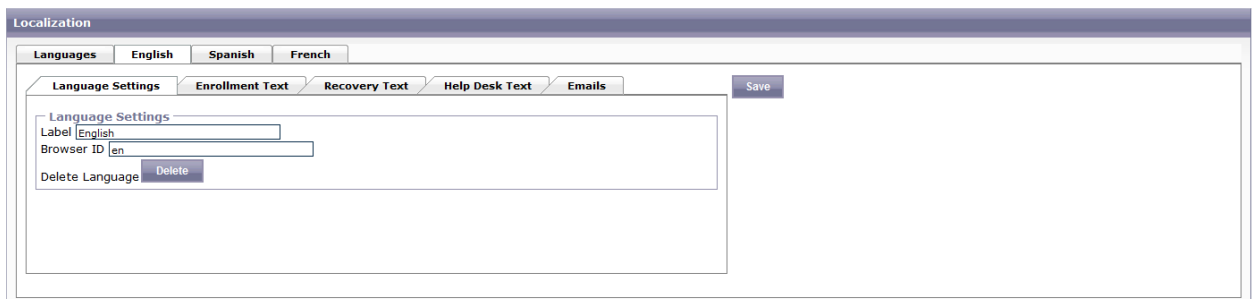 Localization
Languages English Spanish French
Language Settings Enrollment Text Recovery Text Help Desk Text Emails Save
Language Settings
Label English
Browser ID en
Delete Language Delete